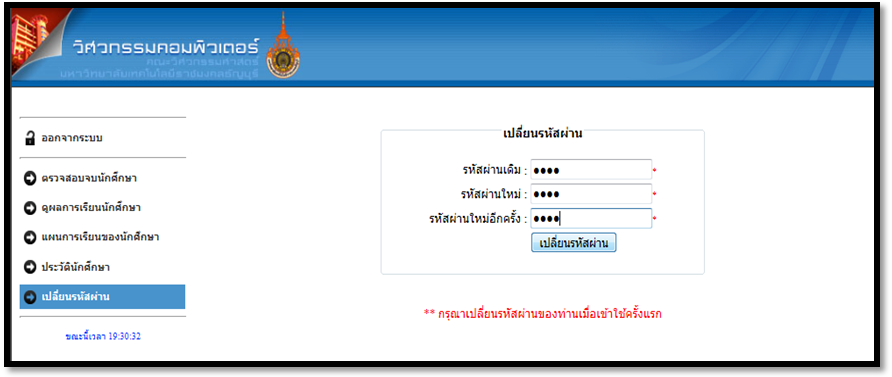 วิศวกรรมคอมพิวเตอร์
คณะวิศวกรรมศาสตร์
มหาวิทยาลัยเทคโนโลยีราชมงคลธัญบุรี
ออกจากระบบ
ตรวจสอบจบนักศึกษา
ดูผลการเรียนนักศึกษา
แผนการเรียนของนักศึกษา
ประวัตินักศึกษา
เปลี่ยนรหัสผ่าน
ขณะนี้เวลา 19:30:32
เปลี่ยนรหัสผ่าน
รหัสผ่านเดิม : ●●●● *
รหัสผ่านใหม่ : ●●●● *
รหัสผ่านใหม่อีกครั้ง : ●●●● *
เปลี่ยนรหัสผ่าน
** กรุณาเปลี่ยนรหัสผ่านของท่านเมื่อเข้าใช้ครั้งแรก